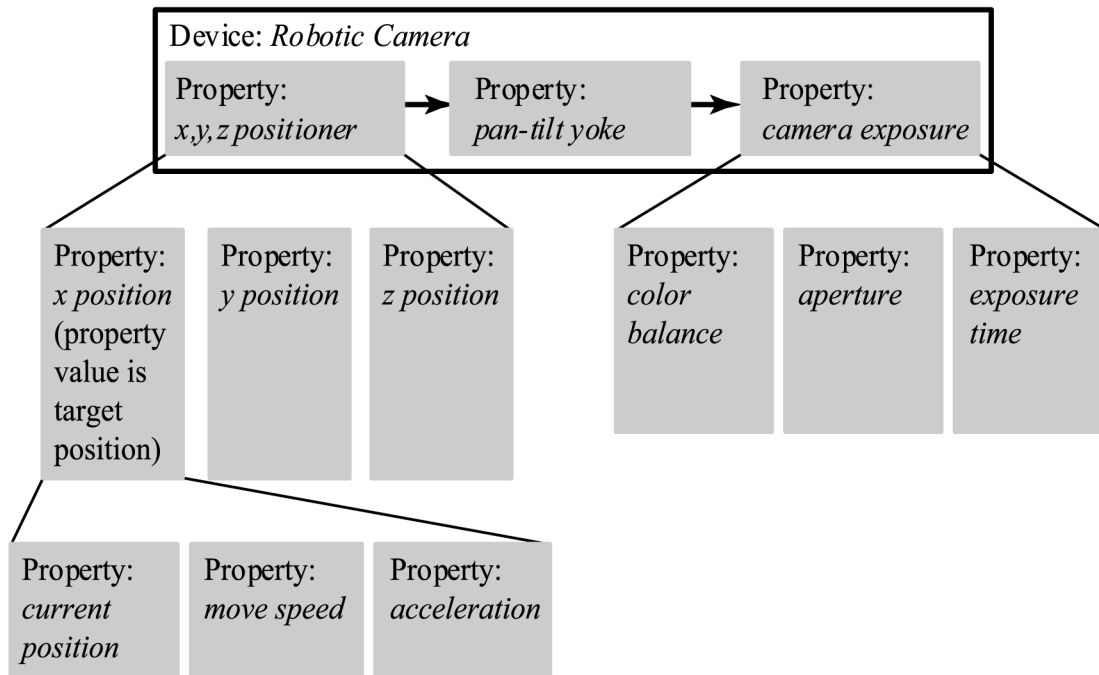 Device: Robotic Camera
Property:
x,y,z positioner
Property:
pan-tilt yoke
Property:
camera exposure
Property:
x position
(property
value is
target
position)
Property:
y position
Property:
z position
Property:
color
balance
Property:
aperture
Property:
exposure
time
Property:
current
position
Property:
move speed
Property:
acceleration